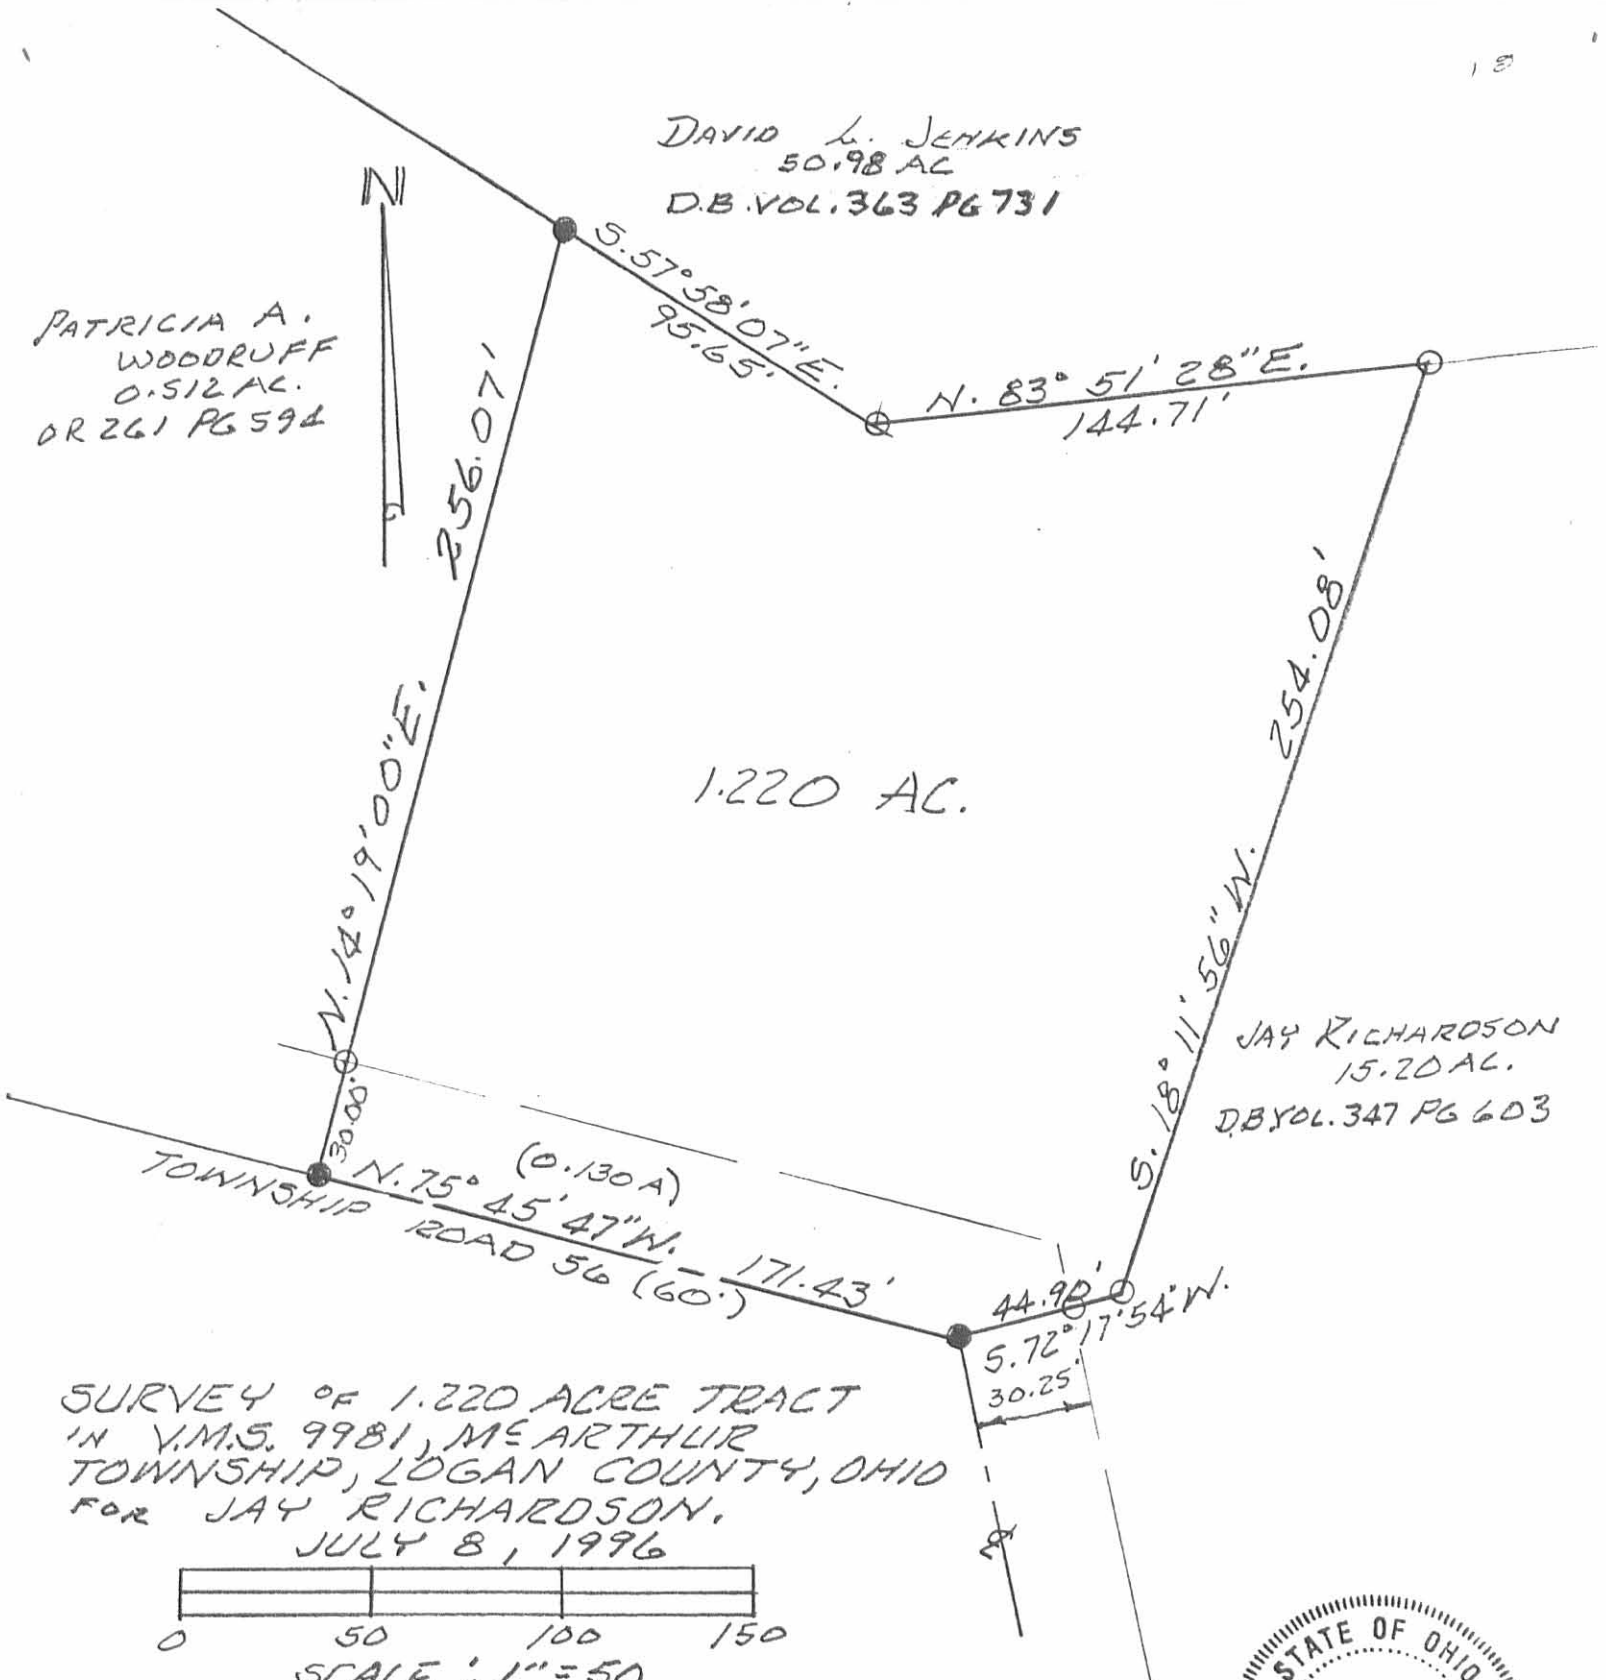 DAVID L. JENKINS
50.98 AC
D.B. VOL. 363 PG 731
N
S. 57° 58' 07" E.
95.65'
PATRICIA A.
WOODRUFF
0.512 AC.
OR 261 PG 594
N. 83° 51' 28" E.
144.71'
256.07'
N. 14° 19' 00" E.
254.08'
S. 18° 11' 56" W.
1.220 AC.
JAY RICHARDSON
15.20 AC.
D.B. VOL. 347 PG 603
30.00'
(0.130 A)
N. 75° 45' 47" W.
171.43'
TOWNSHIP ROAD 56 (60')
44.90'
S. 72° 17' 54" W.
30.25'
SURVEY OF 1.220 ACRE TRACT
IN V.M.S. 9981, McARTHUR
TOWNSHIP, LOGAN COUNTY, OHIO
FOR JAY RICHARDSON.
JULY 8, 1996
0 50 100 150
SCALE: 1" = 50
STATE OF OHIO